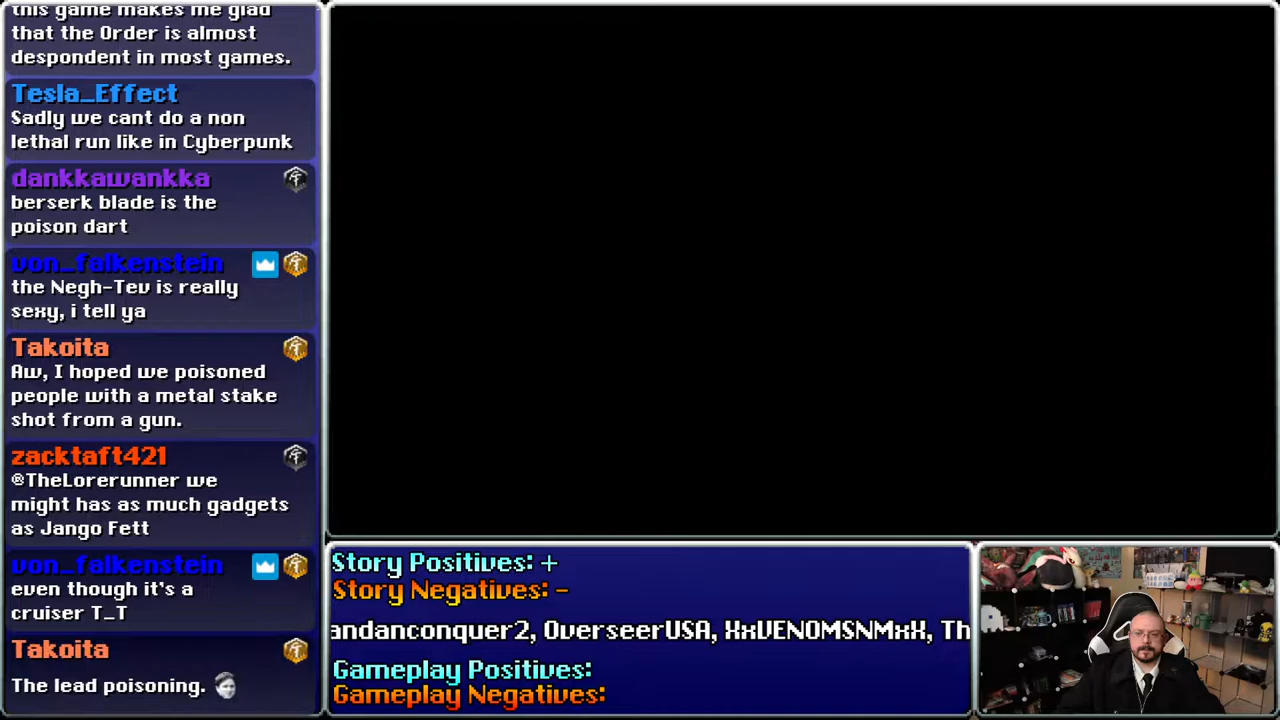 this game makes me glad
that the Order is almost
despondent in most games.
Tesla_Effect
Sadly we cant do a non
lethal run like in Cyberpunk
dankkawankka
berserk blade is the
poison dart
von_falkenstein
the Negh-Tev is really
sexy, i tell ya
Takoita
Aw, I hoped we poisoned
people with a metal stake
shot from a gun.
zacktaft421
@TheLorerunner we
might has as much gadgets
as Jango Fett
von_falkenstein
even though it's a
cruiser T_T
Takoita
The lead poisoning.
Story Positives: +
Story Negatives: -
andanconquer2, OverseerUSA, XxVENOMSNMxX, Th
Gameplay Positives:
Gameplay Negatives: